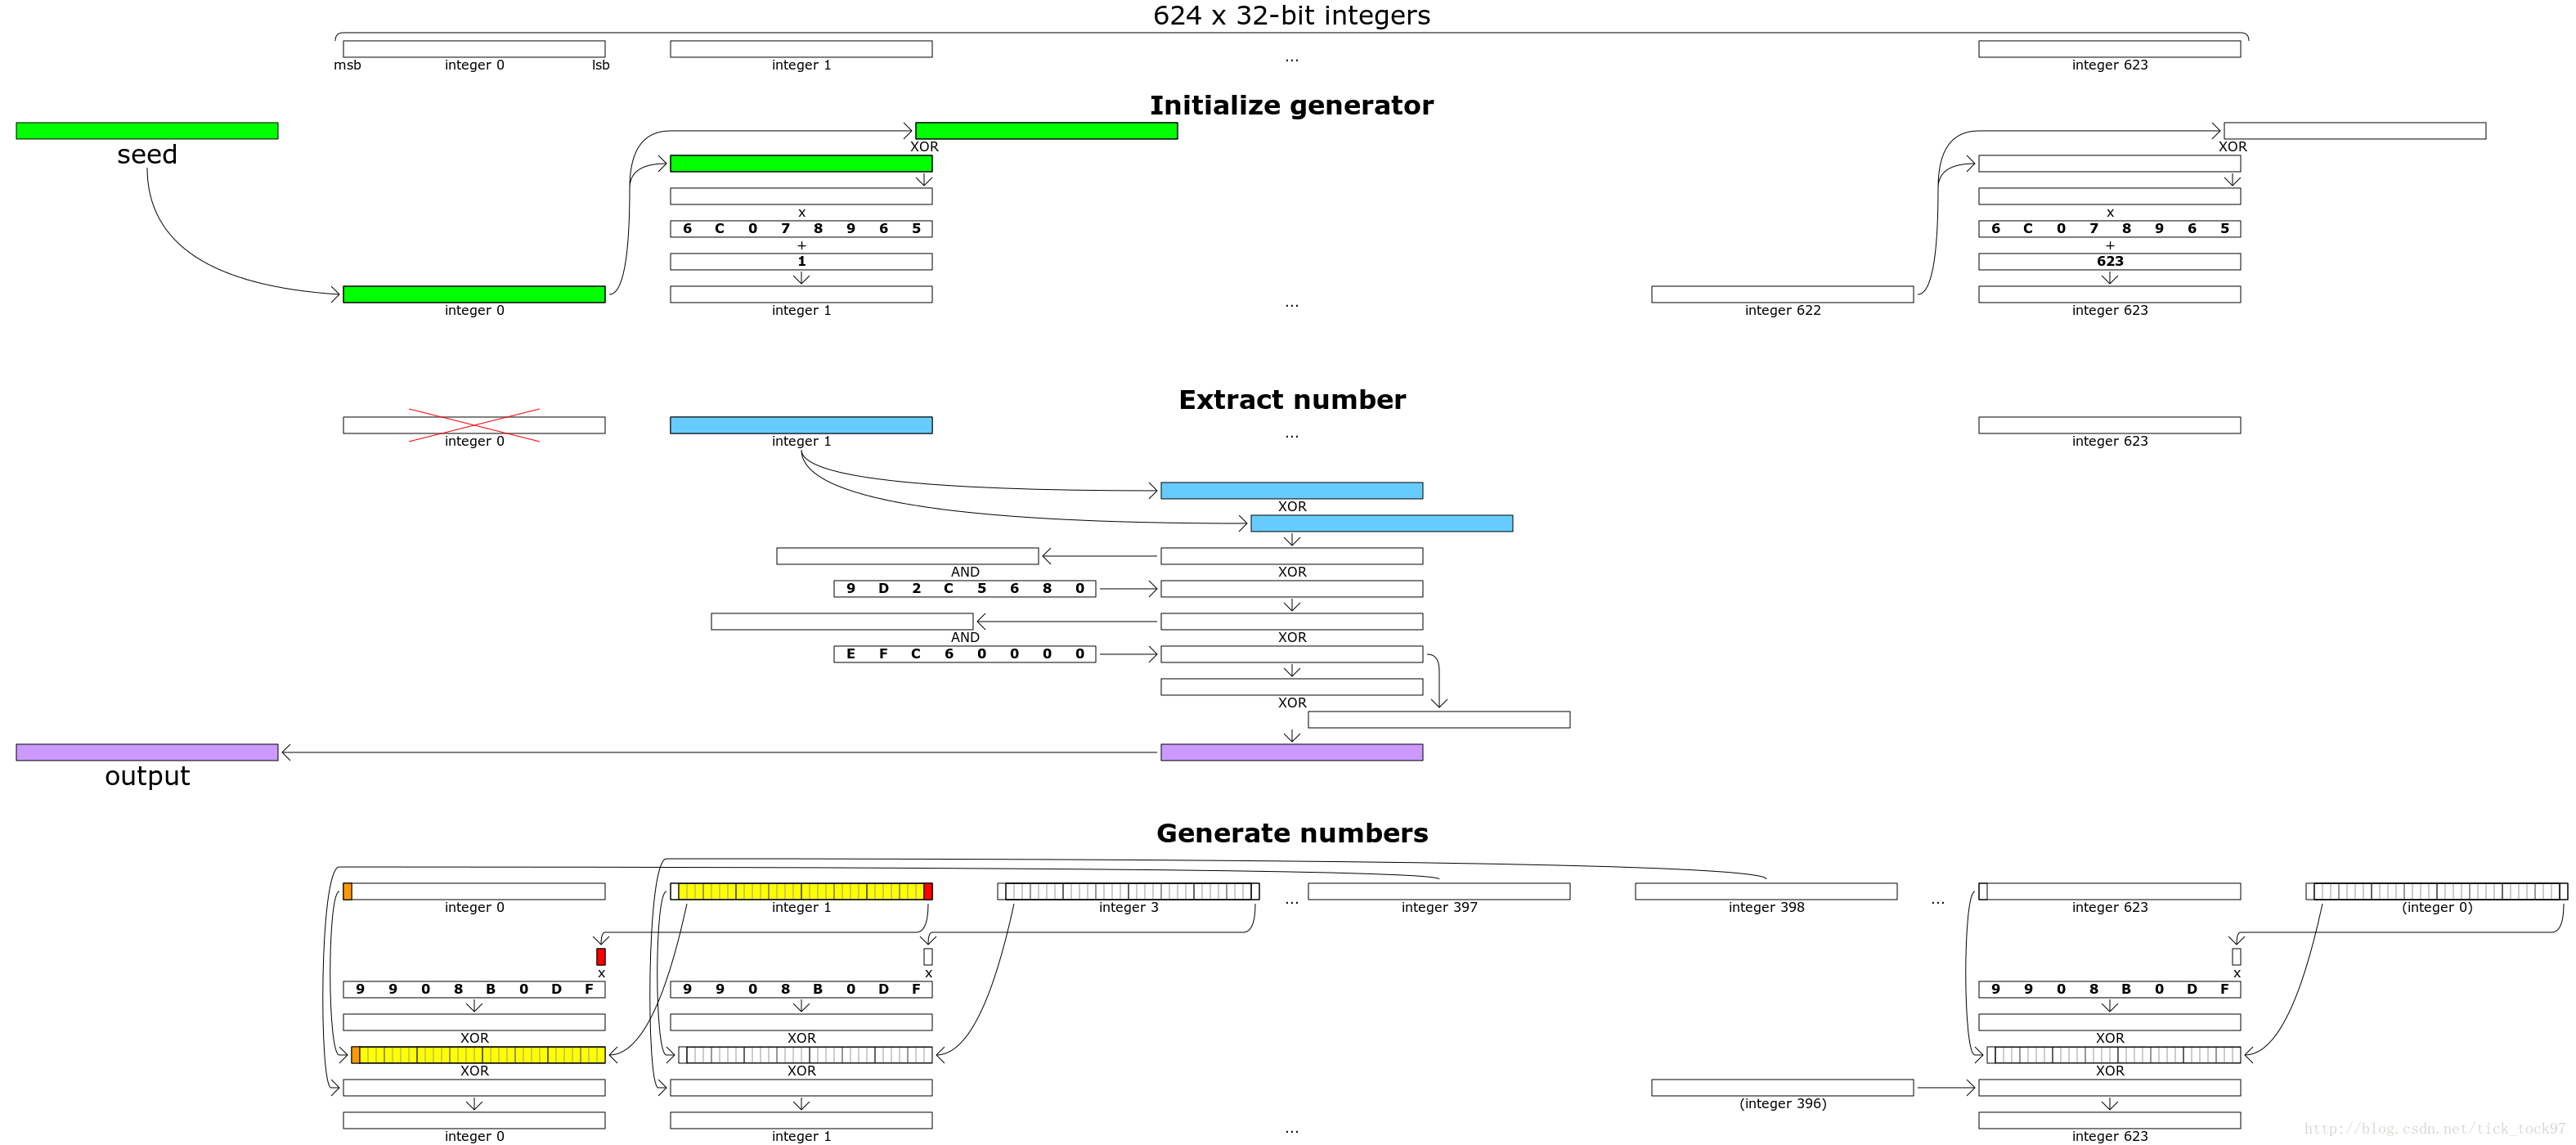 624 x 32-bit integers
msb integer 0 lsb integer 1 ... integer 623
Initialize generator
seed
XOR XOR
x x
6 C 0 7 8 9 6 5 6 C 0 7 8 9 6 5
+ +
1 623
integer 0 integer 1 ... integer 622 integer 623
Extract number
integer 0 integer 1 ... integer 623
XOR
AND XOR
9 D 2 C 5 6 8 0
AND XOR
E F C 6 0 0 0 0
XOR
output
Generate numbers
integer 0 integer 1 integer 3 ... integer 397 integer 398 ... integer 623 (integer 0)
x x x
9 9 0 8 B 0 D F 9 9 0 8 B 0 D F 9 9 0 8 B 0 D F
XOR XOR XOR
XOR XOR XOR
(integer 396)
integer 0 integer 1 ... integer 623
http://blog.csdn.net/tick_tock97